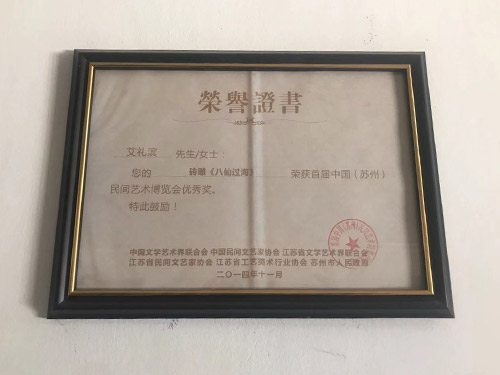 榮譽證書
艾礼滨 先生/女士：
您的 砖雕《八仙过海》 荣获首届中国（苏州）
民间艺术博览会优秀奖。
特此鼓励！
中国文学艺术界联合会 中国民间文艺家协会 江苏省文学艺术界联合会
江苏省民间文艺家协会 江苏省工艺美术行业协会 苏州市人民政府
二〇一四年十一月